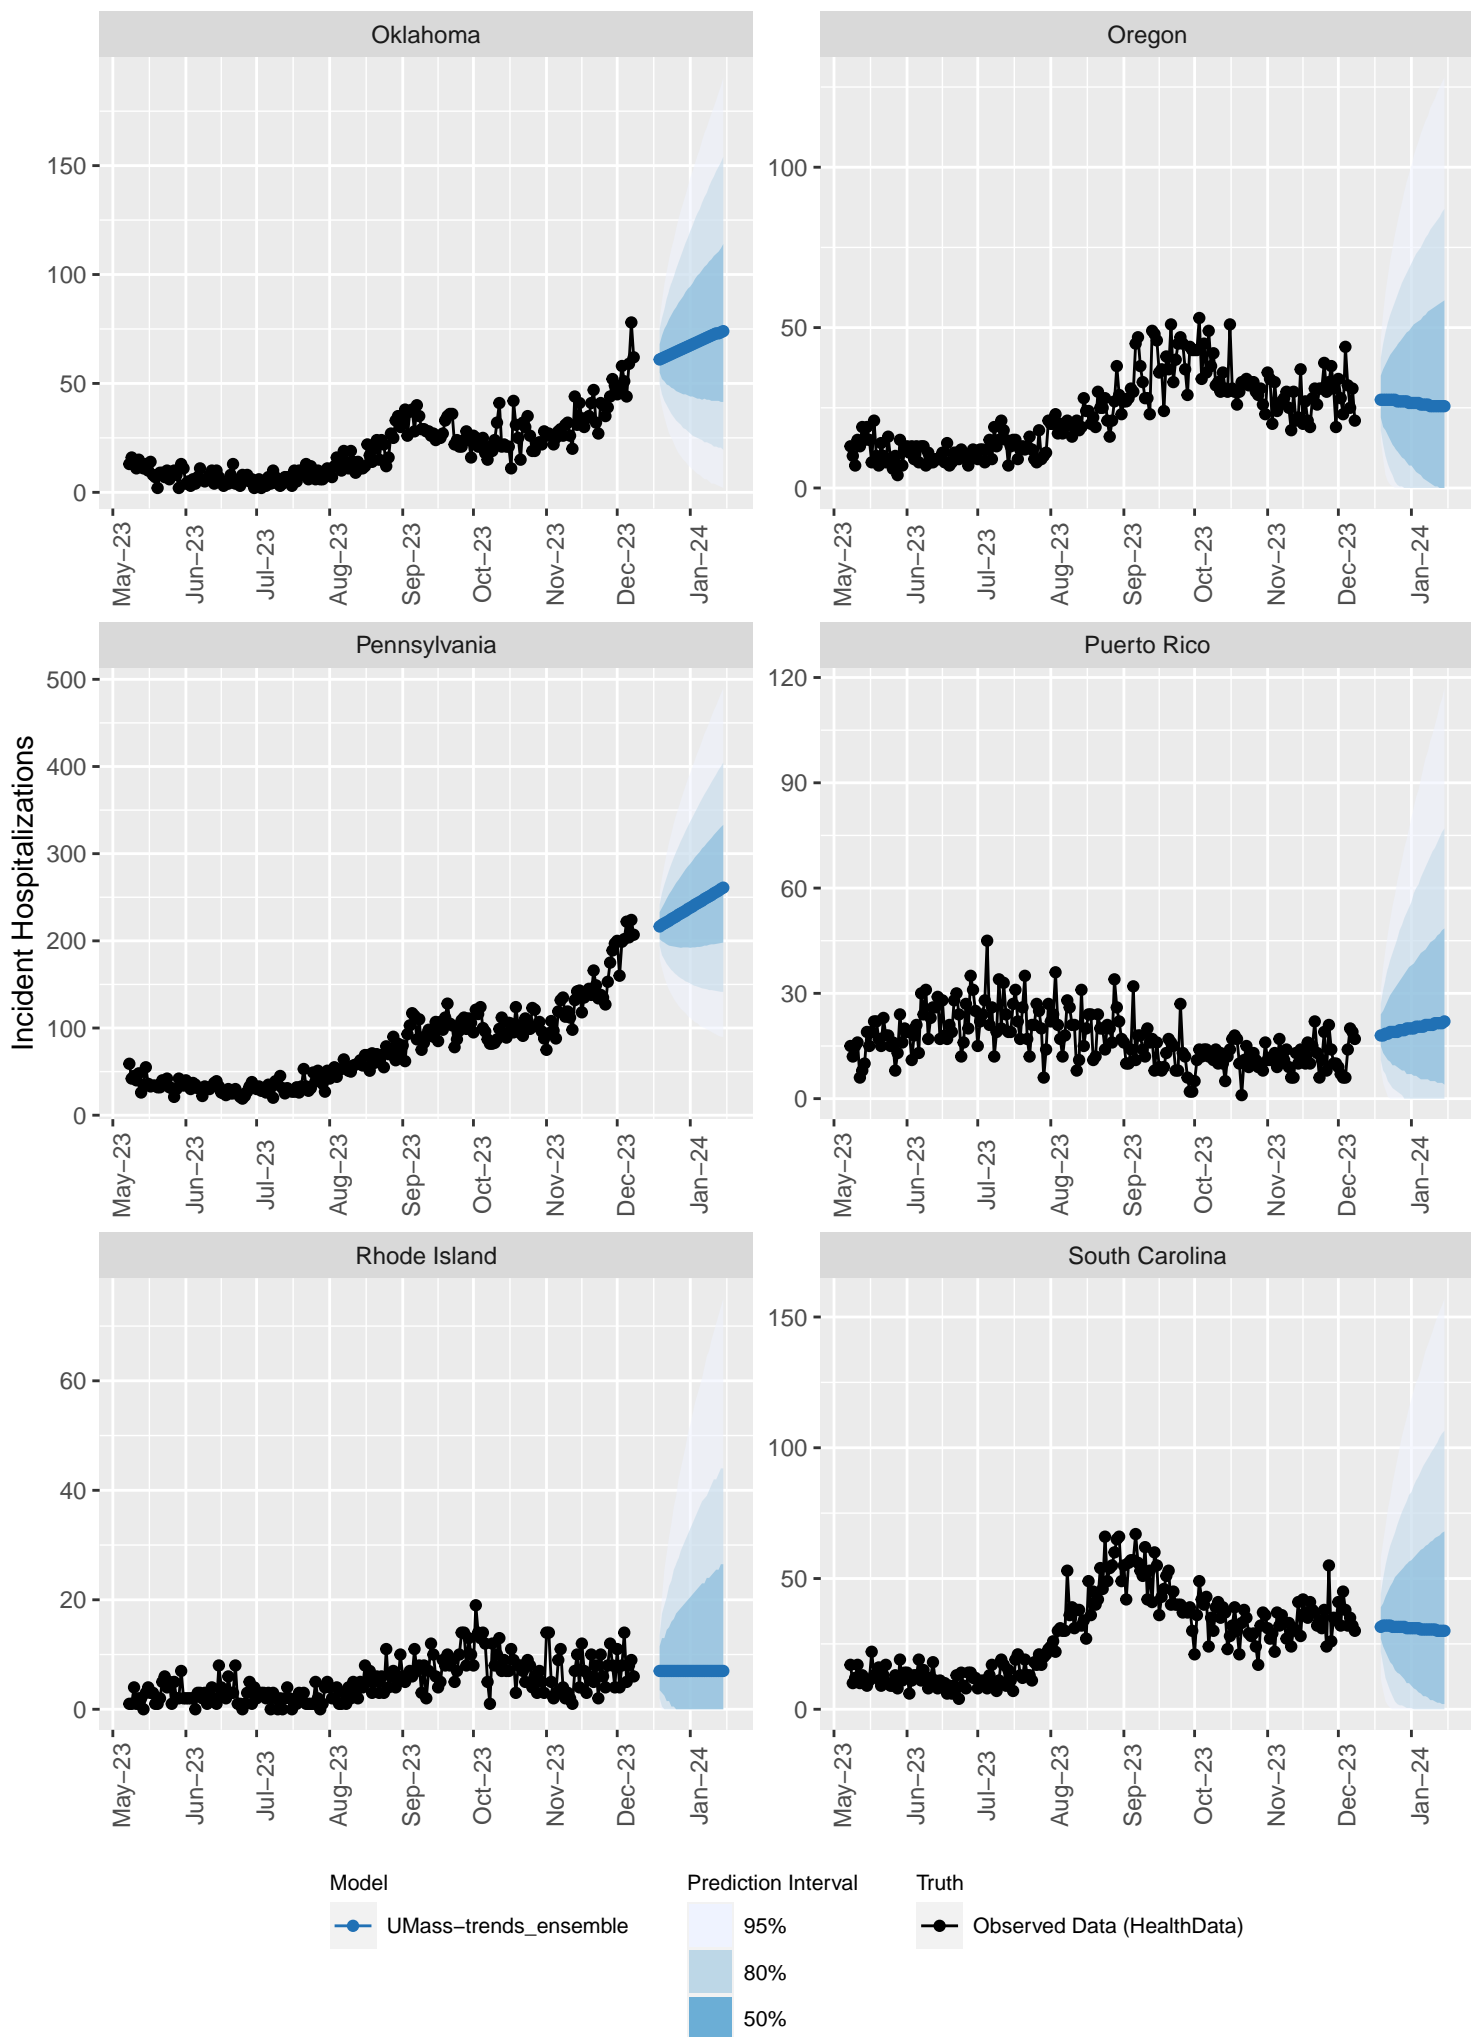 Oklahoma
Oregon
150
100
50
0
100
50
0
May−23
Jun−23
Jul−23
Aug−23
Sep−23
Oct−23
Nov−23
Dec−23
Jan−24
May−23
Jun−23
Jul−23
Aug−23
Sep−23
Oct−23
Nov−23
Dec−23
Jan−24
Incident Hospitalizations
Pennsylvania
Puerto Rico
500
400
300
200
100
0
120
90
60
30
0
May−23
Jun−23
Jul−23
Aug−23
Sep−23
Oct−23
Nov−23
Dec−23
Jan−24
May−23
Jun−23
Jul−23
Aug−23
Sep−23
Oct−23
Nov−23
Dec−23
Jan−24
Rhode Island
South Carolina
60
40
20
0
150
100
50
0
May−23
Jun−23
Jul−23
Aug−23
Sep−23
Oct−23
Nov−23
Dec−23
Jan−24
May−23
Jun−23
Jul−23
Aug−23
Sep−23
Oct−23
Nov−23
Dec−23
Jan−24
Model
UMass−trends_ensemble
Prediction Interval
95%
80%
50%
Truth
Observed Data (HealthData)